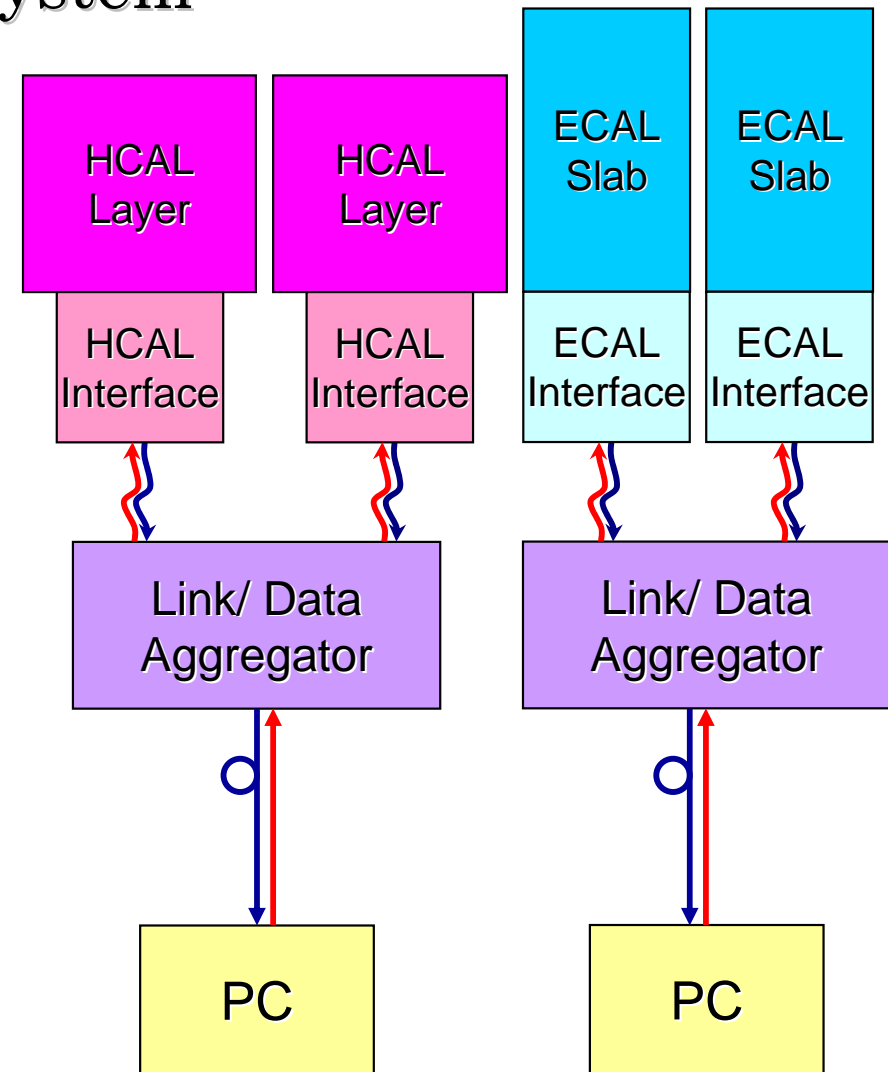 ystem
HCAL
Layer
HCAL
Layer
ECAL
Slab
ECAL
Slab
HCAL
Interface
HCAL
Interface
ECAL
Interface
ECAL
Interface
Link/ Data
Aggregator
Link/ Data
Aggregator
PC
PC